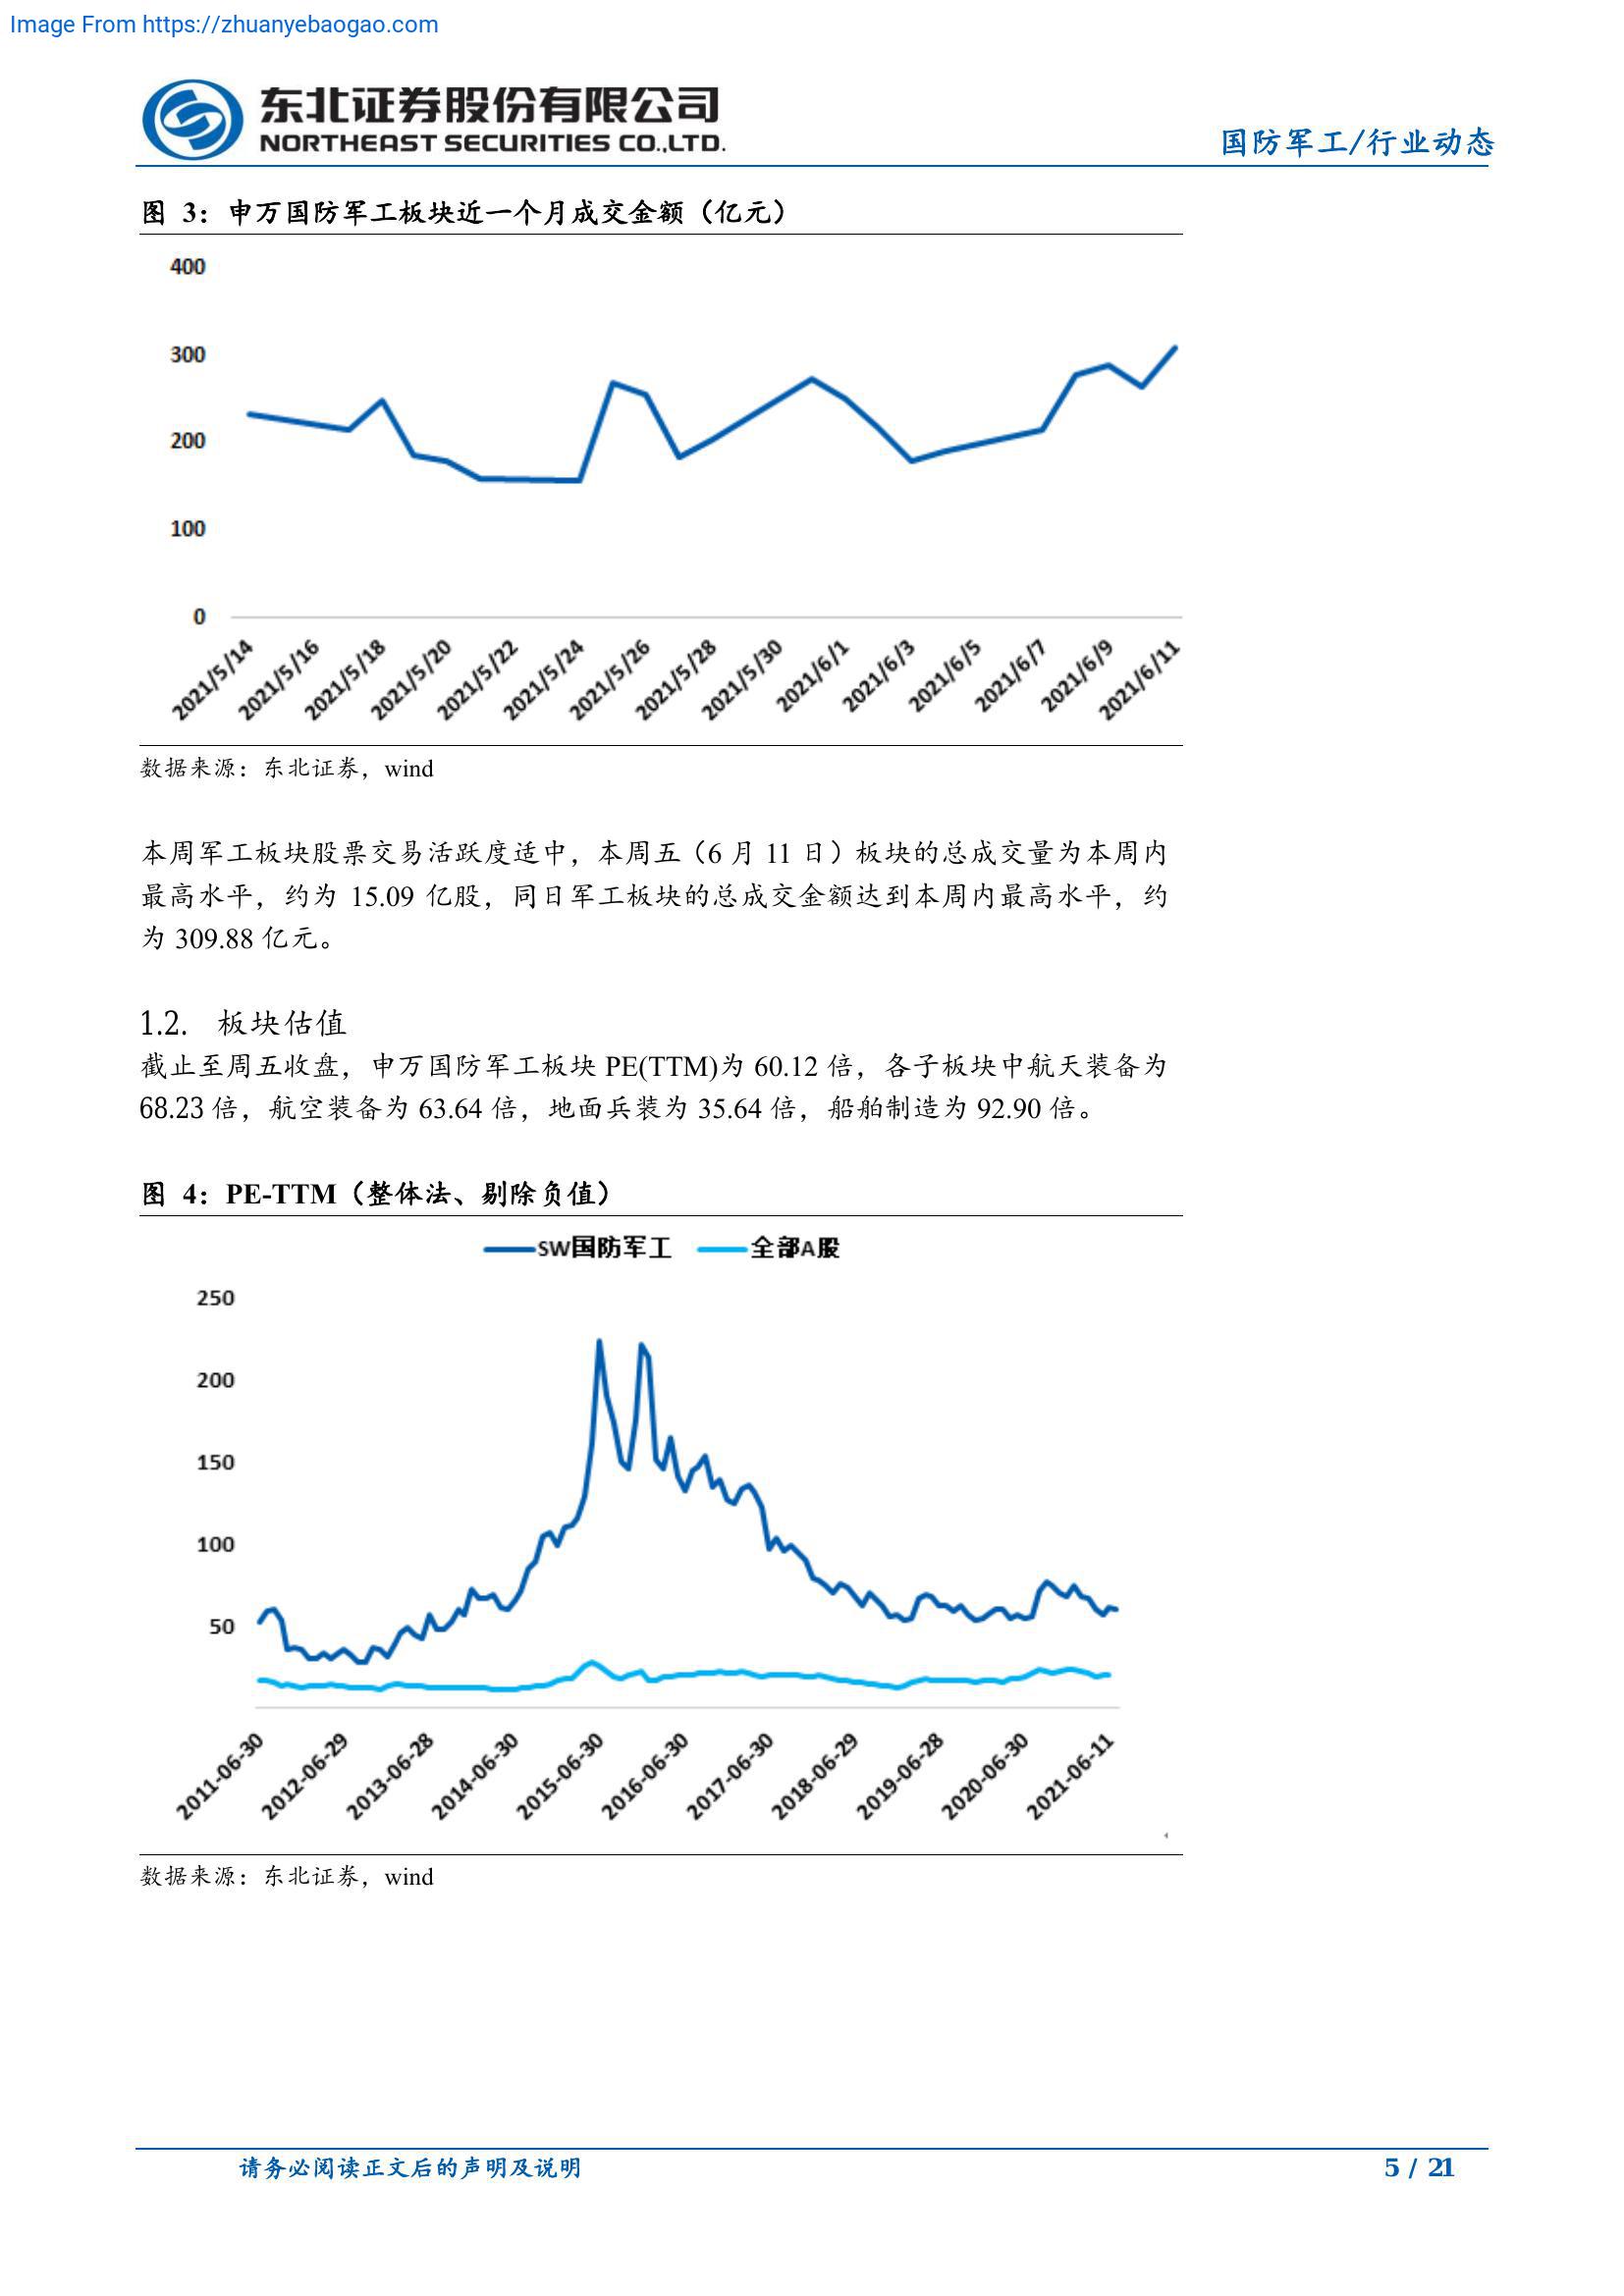 Image From https://zhuanyebaogao.com
东北证券股份有限公司
NORTHEAST SECURITIES CO.,LTD.
国防军工/行业动态
图 3：申万国防军工板块近一个月成交金额（亿元）
400
300
200
100
0
2021/5/14
2021/5/16
2021/5/18
2021/5/20
2021/5/22
2021/5/24
2021/5/26
2021/5/28
2021/5/30
2021/6/1
2021/6/3
2021/6/5
2021/6/7
2021/6/9
2021/6/11
数据来源：东北证券，wind
本周军工板块股票交易活跃度适中，本周五（6 月 11 日）板块的总成交量为本周内
最高水平，约为 15.09 亿股，同日军工板块的总成交金额达到本周内最高水平，约
为 309.88 亿元。
1.2. 板块估值
截止至周五收盘，申万国防军工板块 PE(TTM)为 60.12 倍，各子板块中航天装备为
68.23 倍，航空装备为 63.64 倍，地面兵装为 35.64 倍，船舶制造为 92.90 倍。
图 4：PE-TTM（整体法、剔除负值）
SW国防军工 全部A股
250
200
150
100
50
2011-06-30
2012-06-29
2013-06-28
2014-06-30
2015-06-30
2016-06-30
2017-06-30
2018-06-29
2019-06-28
2020-06-30
2021-06-11
数据来源：东北证券，wind
请务必阅读正文后的声明及说明
5 / 21